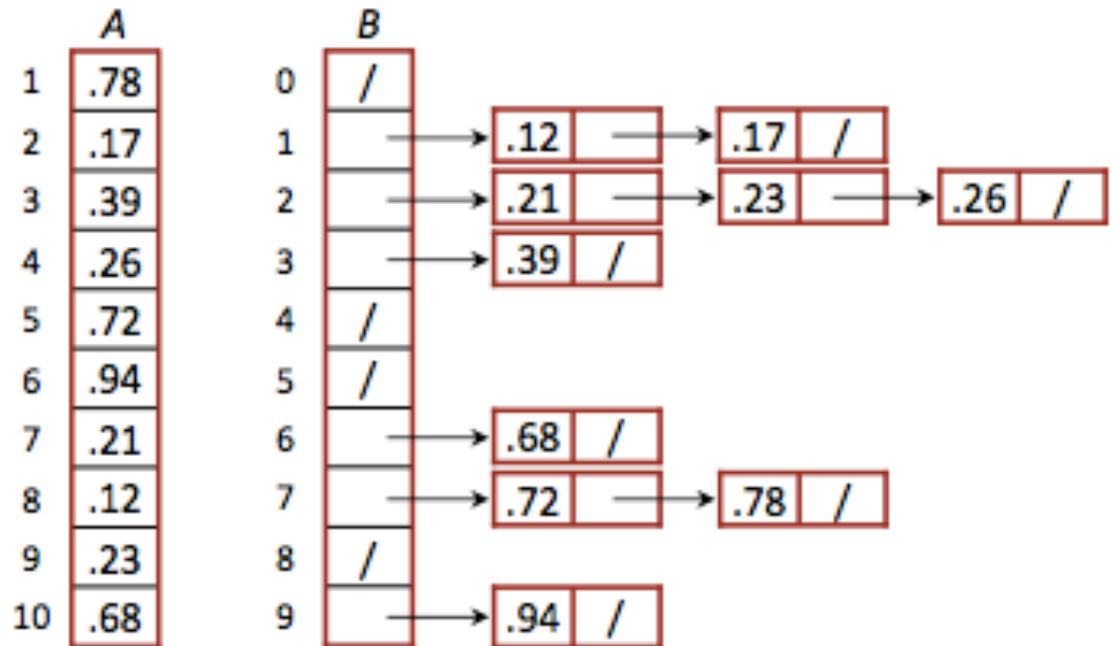 A B
1 .78 0 /
2 .17 1 .12 .17 /
3 .39 2 .21 .23 .26 /
4 .26 3 .39 /
5 .72 4 /
6 .94 5 /
7 .21 6 .68 /
8 .12 7 .72 .78 /
9 .23 8 /
10 .68 9 .94 /